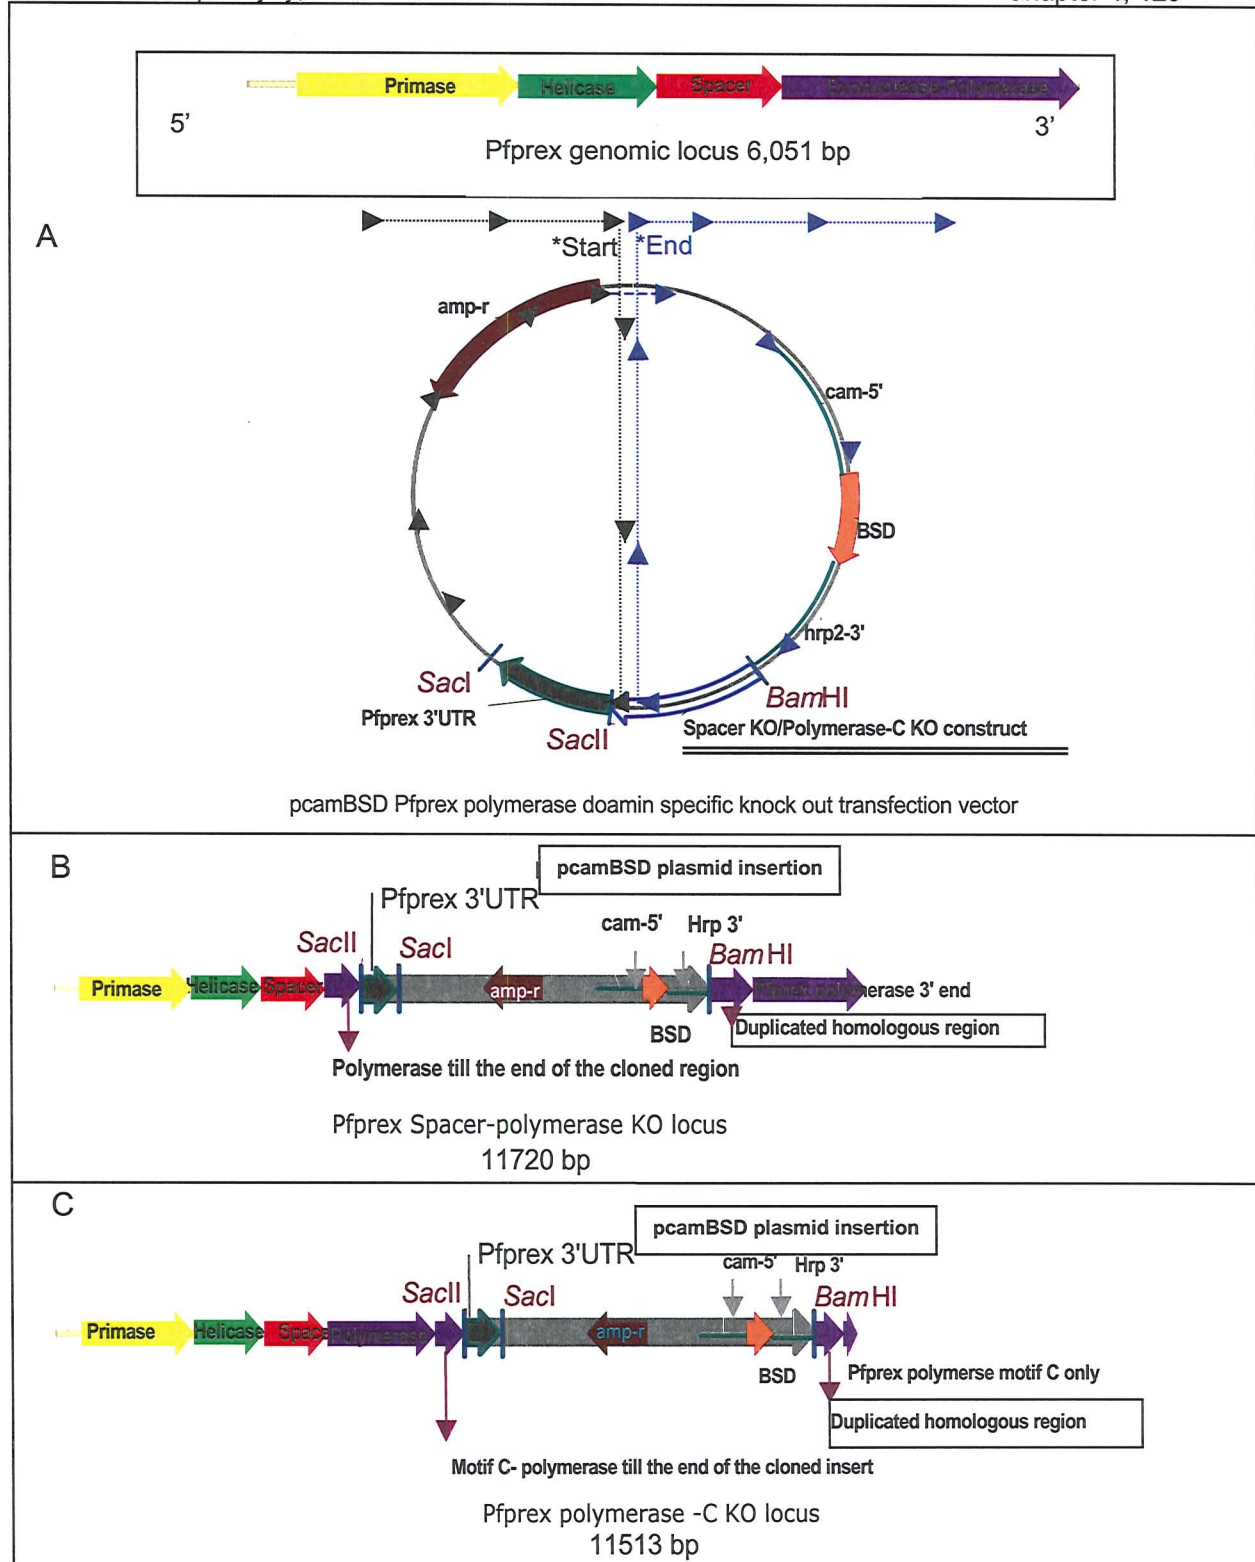 Primase
Helicase
Spacer
Exonuclease-Polymerase
5'
3'
Pfprex genomic locus 6,051 bp
A
*Start
*End
amp-r
cam-5'
BSD
hrp2-3'
SacI
BamHI
Pfprex 3'UTR
SacII
Spacer KO/Polymerase-C KO construct
pcamBSD Pfprex polymerase doamin specific knock out transfection vector
B
pcamBSD plasmid insertion
Pfprex 3'UTR
cam-5'
Hrp 3'
SacII
SacI
BamHI
Primase
Helicase
Spacer
amp-r
polymerase 3' end
BSD
Duplicated homologous region
Polymerase till the end of the cloned region
Pfprex Spacer-polymerase KO locus
11720 bp
C
pcamBSD plasmid insertion
Pfprex 3'UTR
cam-5'
Hrp 3'
SacII
SacI
BamHI
Primase
Helicase
Space
Polymerase
amp-r
BSD
Pfprex polymerse motif C only
Duplicated homologous region
Motif C- polymerase till the end of the cloned insert
Pfprex polymerase -C KO locus
11513 bp